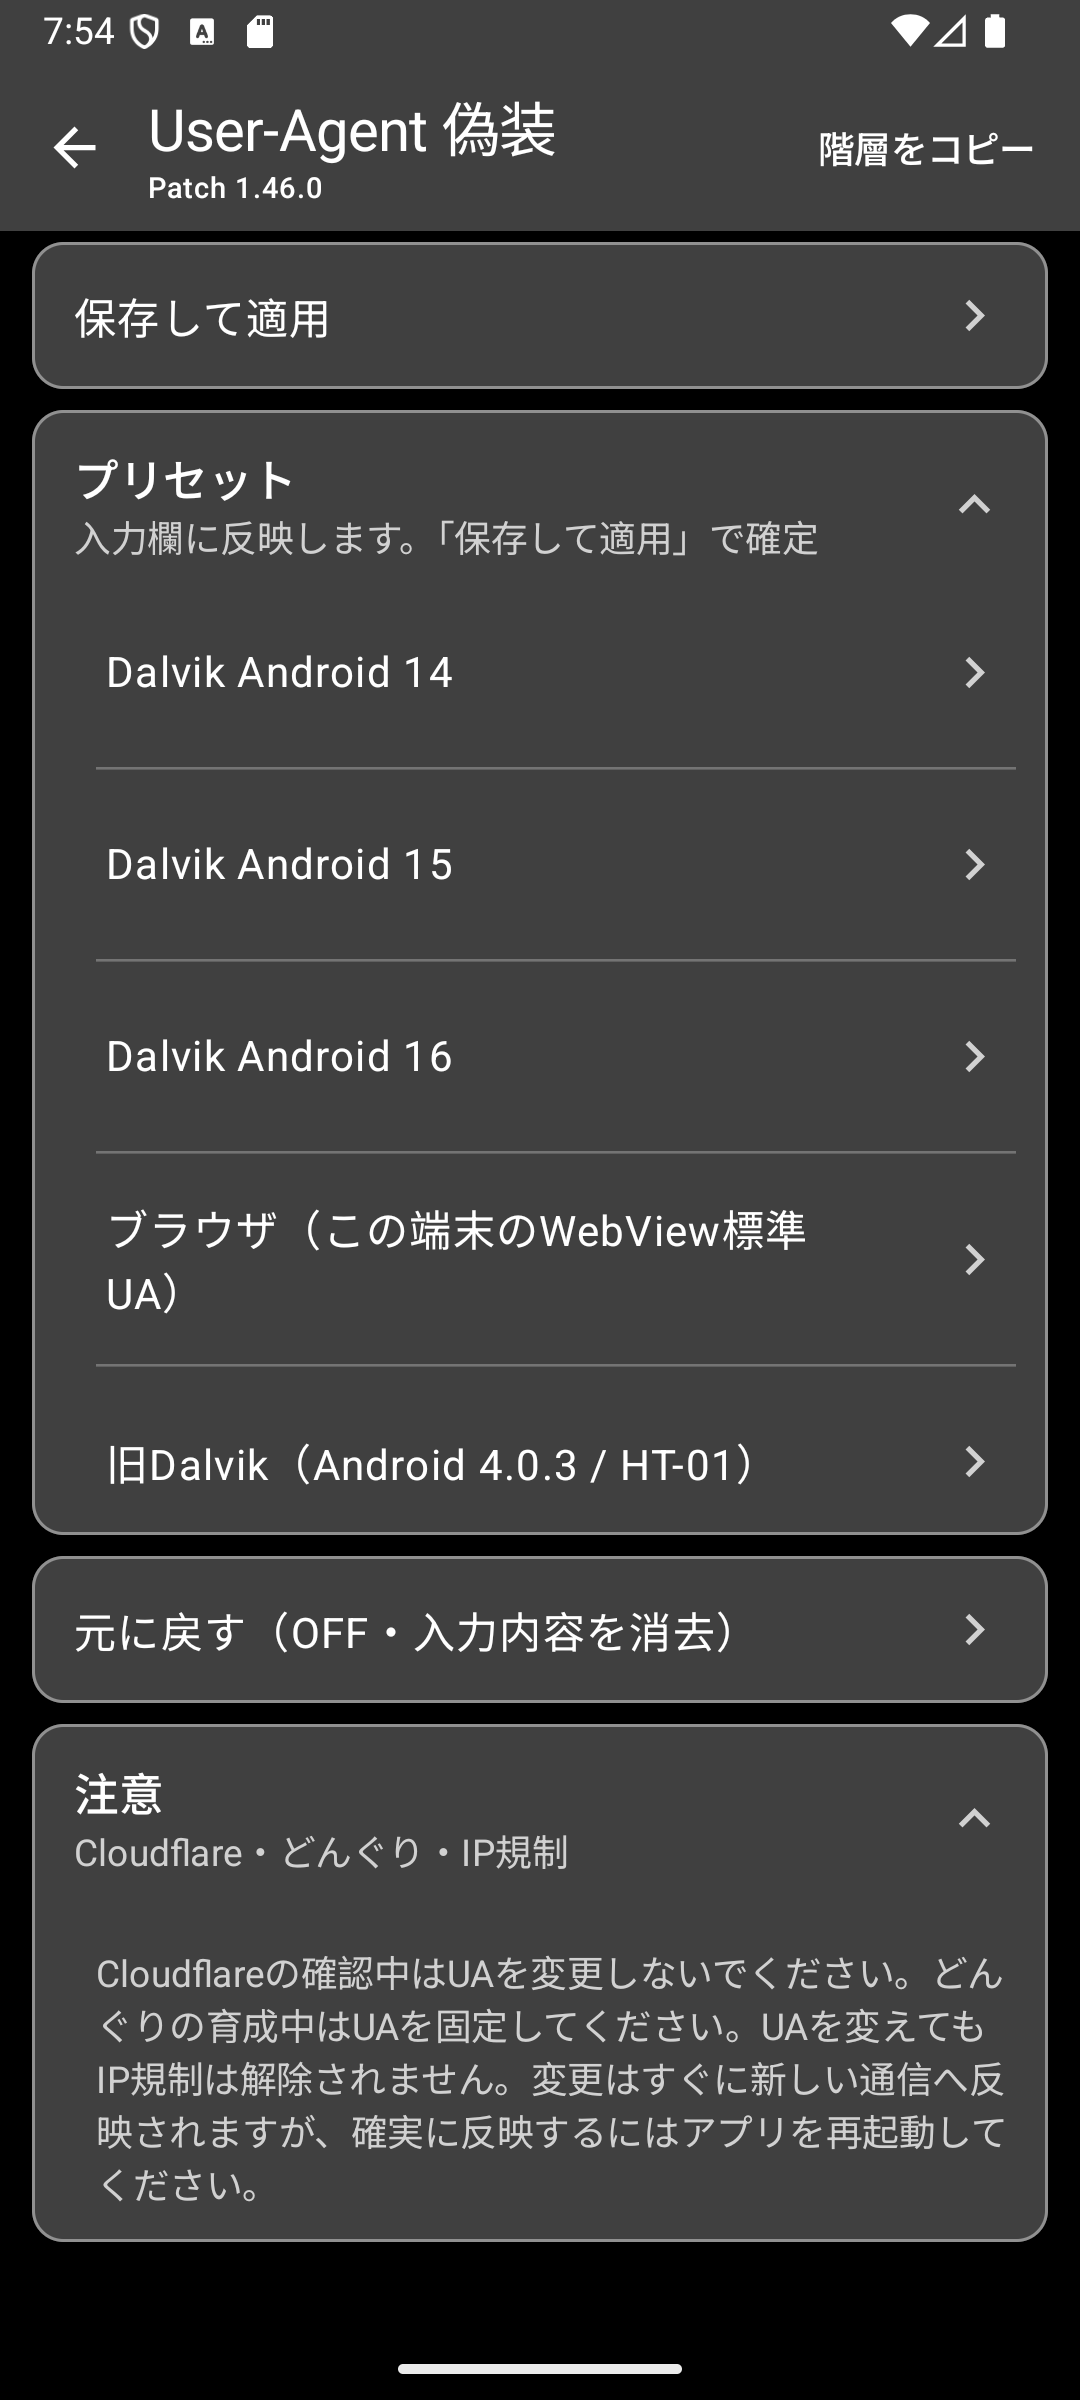 7:54
User-Agent 偽装
Patch 1.46.0
階層をコピー
保存して適用
プリセット
入力欄に反映します。「保存して適用」で確定
Dalvik Android 14
Dalvik Android 15
Dalvik Android 16
ブラウザ（この端末のWebView標準
UA）
旧Dalvik（Android 4.0.3 / HT-01）
元に戻す（OFF・入力内容を消去）
注意
Cloudflare・どんぐり・IP規制
Cloudflareの確認中はUAを変更しないでください。どん
ぐりの育成中はUAを固定してください。UAを変えても
IP規制は解除されません。変更はすぐに新しい通信へ反
映されますが、確実に反映するにはアプリを再起動して
ください。